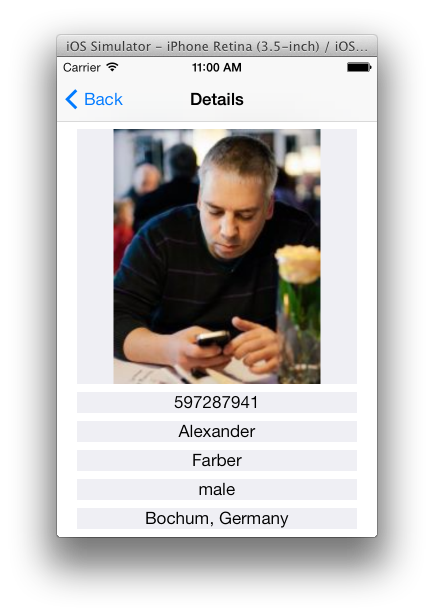 iOS Simulator - iPhone Retina (3.5-inch) / iOS...
Carrier 11:00 AM
Back Details
597287941
Alexander
Farber
male
Bochum, Germany